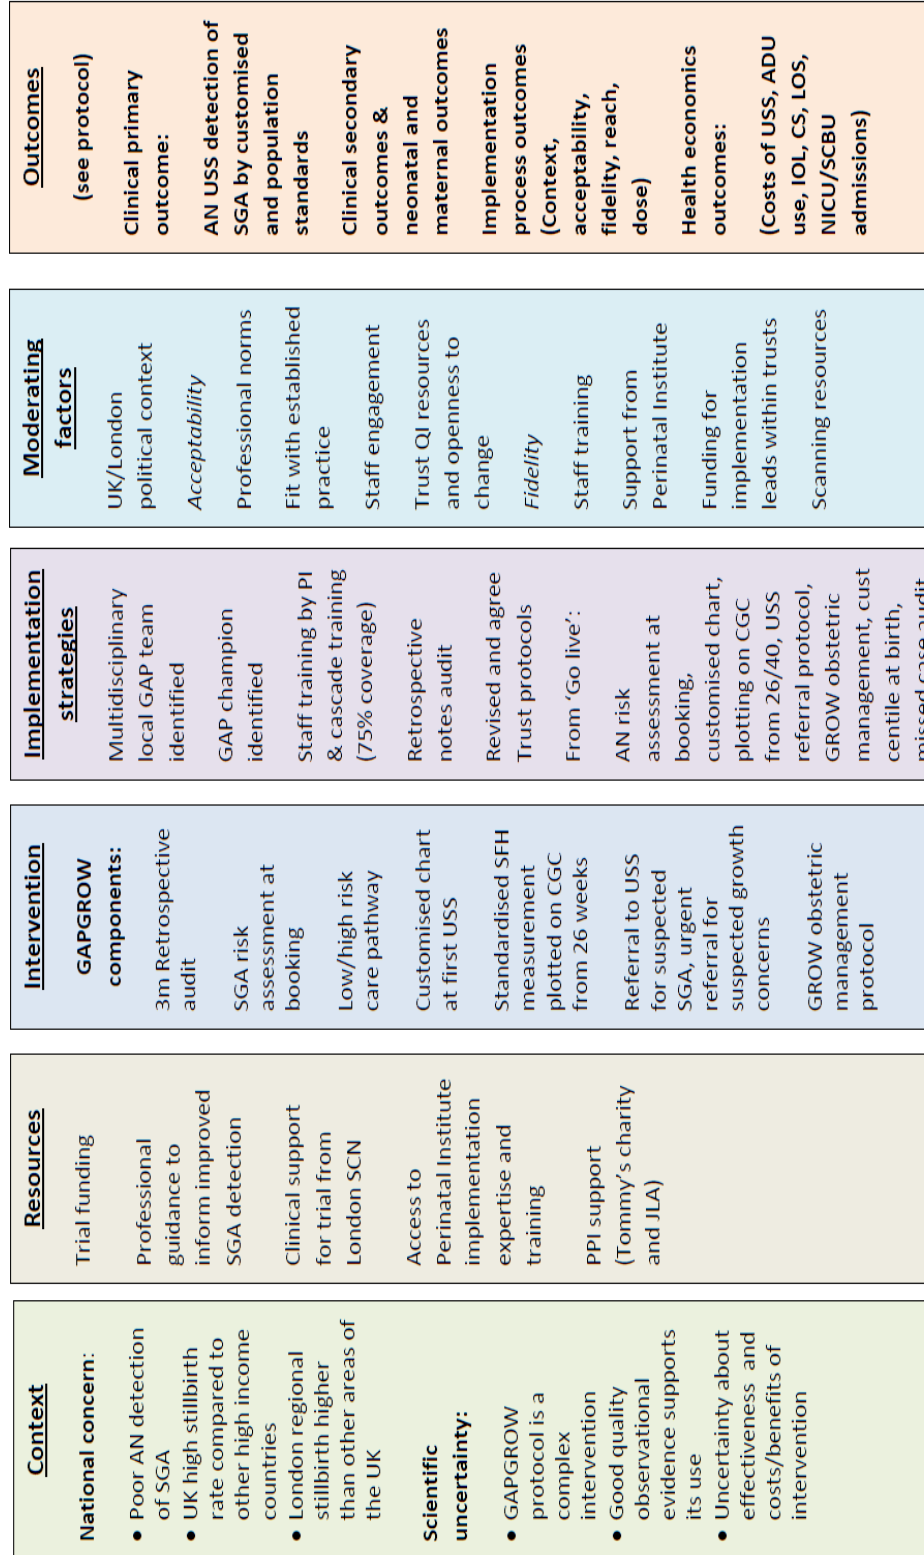 Context
National concern:
• Poor AN detection
of SGA
• UK high stillbirth
rate compared to
other high income
countries
• London regional
stillbirth higher
than other areas of
the UK
Scientific
uncertainty:
• GAPGROW
protocol is a
complex
intervention
• Good quality
observational
evidence supports
its use
• Uncertainty about
effectiveness and
costs/benefits of
intervention
Resources
Trial funding
Professional
guidance to
inform improved
SGA detection
Clinical support
for trial from
London SCN
Access to
Perinatal Institute
implementation
expertise and
training
PPI support
(Tommy's charity
and JLA)
Intervention
GAPGROW
components:
3m Retrospective
audit
SGA risk
assessment at
booking
Low/high risk
care pathway
Customised chart
at first USS
Standardised SFH
measurement
plotted on CGC
from 26 weeks
Referral to USS
for suspected
SGA, urgent
referral for
suspected growth
concerns
GROW obstetric
management
protocol
Implementation
strategies
Multidisciplinary
local GAP team
identified
GAP champion
identified
Staff training by PI
& cascade training
(75% coverage)
Retrospective
notes audit
Revised and agree
Trust protocols
From 'Go live':
AN risk
assessment at
booking,
customised chart,
plotting on CGC
from 26/40, USS
referral protocol,
GROW obstetric
management, cust
centile at birth,
missed case audit
Moderating
factors
UK/London
political context
Acceptability
Professional norms
Fit with established
practice
Staff engagement
Trust QI resources
and openness to
change
Fidelity
Staff training
Support from
Perinatal Institute
Funding for
implementation
leads within trusts
Scanning resources
Outcomes
(see protocol)
Clinical primary
outcome:
AN USS detection of
SGA by customised
and population
standards
Clinical secondary
outcomes &
neonatal and
maternal outcomes
Implementation
process outcomes
(Context,
acceptability,
fidelity, reach,
dose)
Health economics
outcomes:
(Costs of USS, ADU
use, IOL, CS, LOS,
NICU/SCBU
admissions)